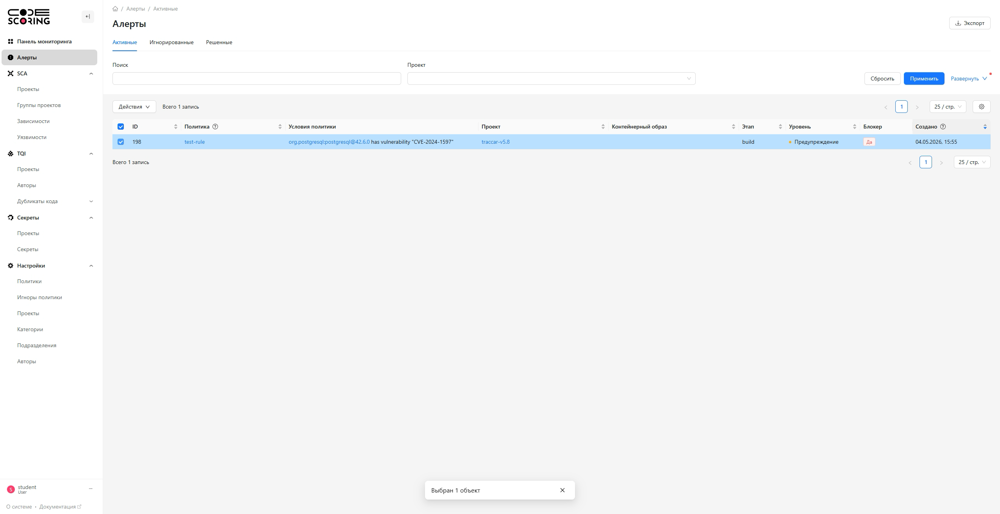 CODE
SCORING
Панель мониторинга
Алерты
SCA
Проекты
Группы проектов
Зависимости
Уязвимости
TQI
Проекты
Авторы
Дубликаты кода
Секреты
Проекты
Секреты
Настройки
Политики
Игноры политики
Проекты
Категории
Подразделения
Авторы
S student
User
...
О системе · Документация
/ Алерты / Активные
Алерты
Экспорт
Активные Игнорированные Решенные
Поиск Проект
Сбросить Применить Развернуть
Действия Всего 1 запись < 1 > 25 / стр.
ID Политика ? Условия политики Проект Контейнерный образ Этап Уровень Блокер Создано ?
198 test-rule org.postgresql:postgresql@42.6.0 has vulnerability "CVE-2024-1597" traccar-v5.8 build Предупреждение Да 04.05.2026, 15:55
Всего 1 запись < 1 > 25 / стр.
Выбран 1 объект